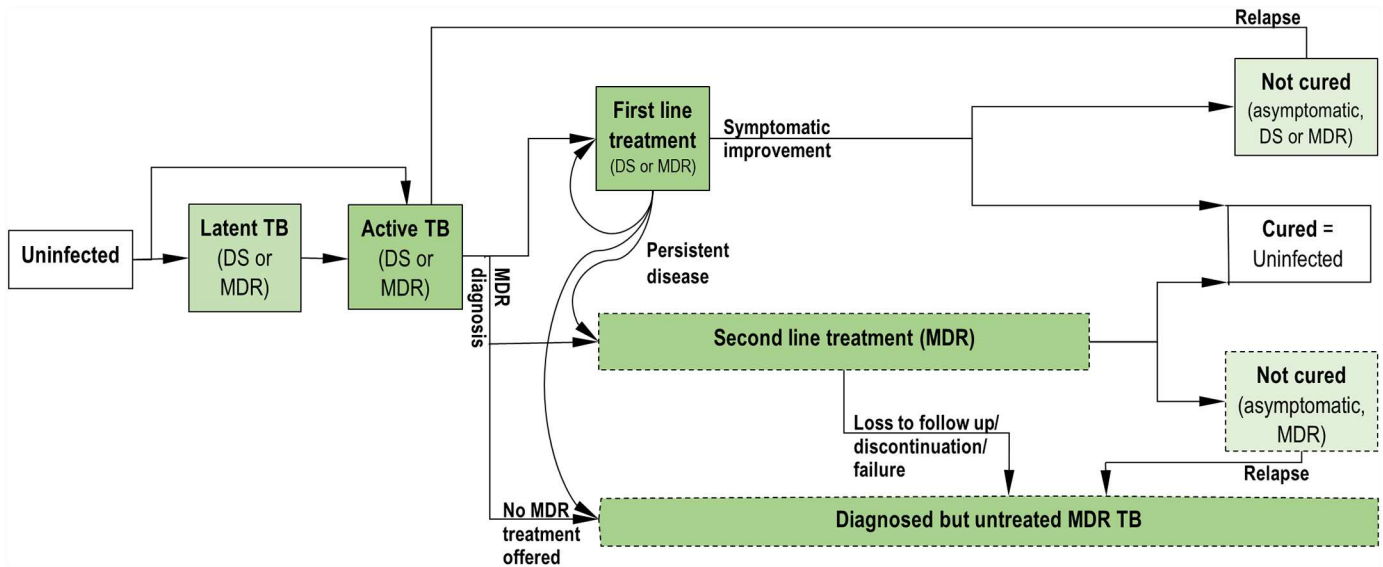 Relapse
Not cured
(asymptomatic,
DS or MDR)
First line
treatment
(DS or MDR)
Symptomatic
improvement
Uninfected
Latent TB
(DS or
MDR)
Active TB
(DS or
MDR)
MDR
diagnosis
Persistent
disease
Cured =
Uninfected
Second line treatment (MDR)
Not cured
(asymptomatic,
MDR)
Loss to follow up/
discontinuation/
failure
Relapse
No MDR
treatment
offered
Diagnosed but untreated MDR TB